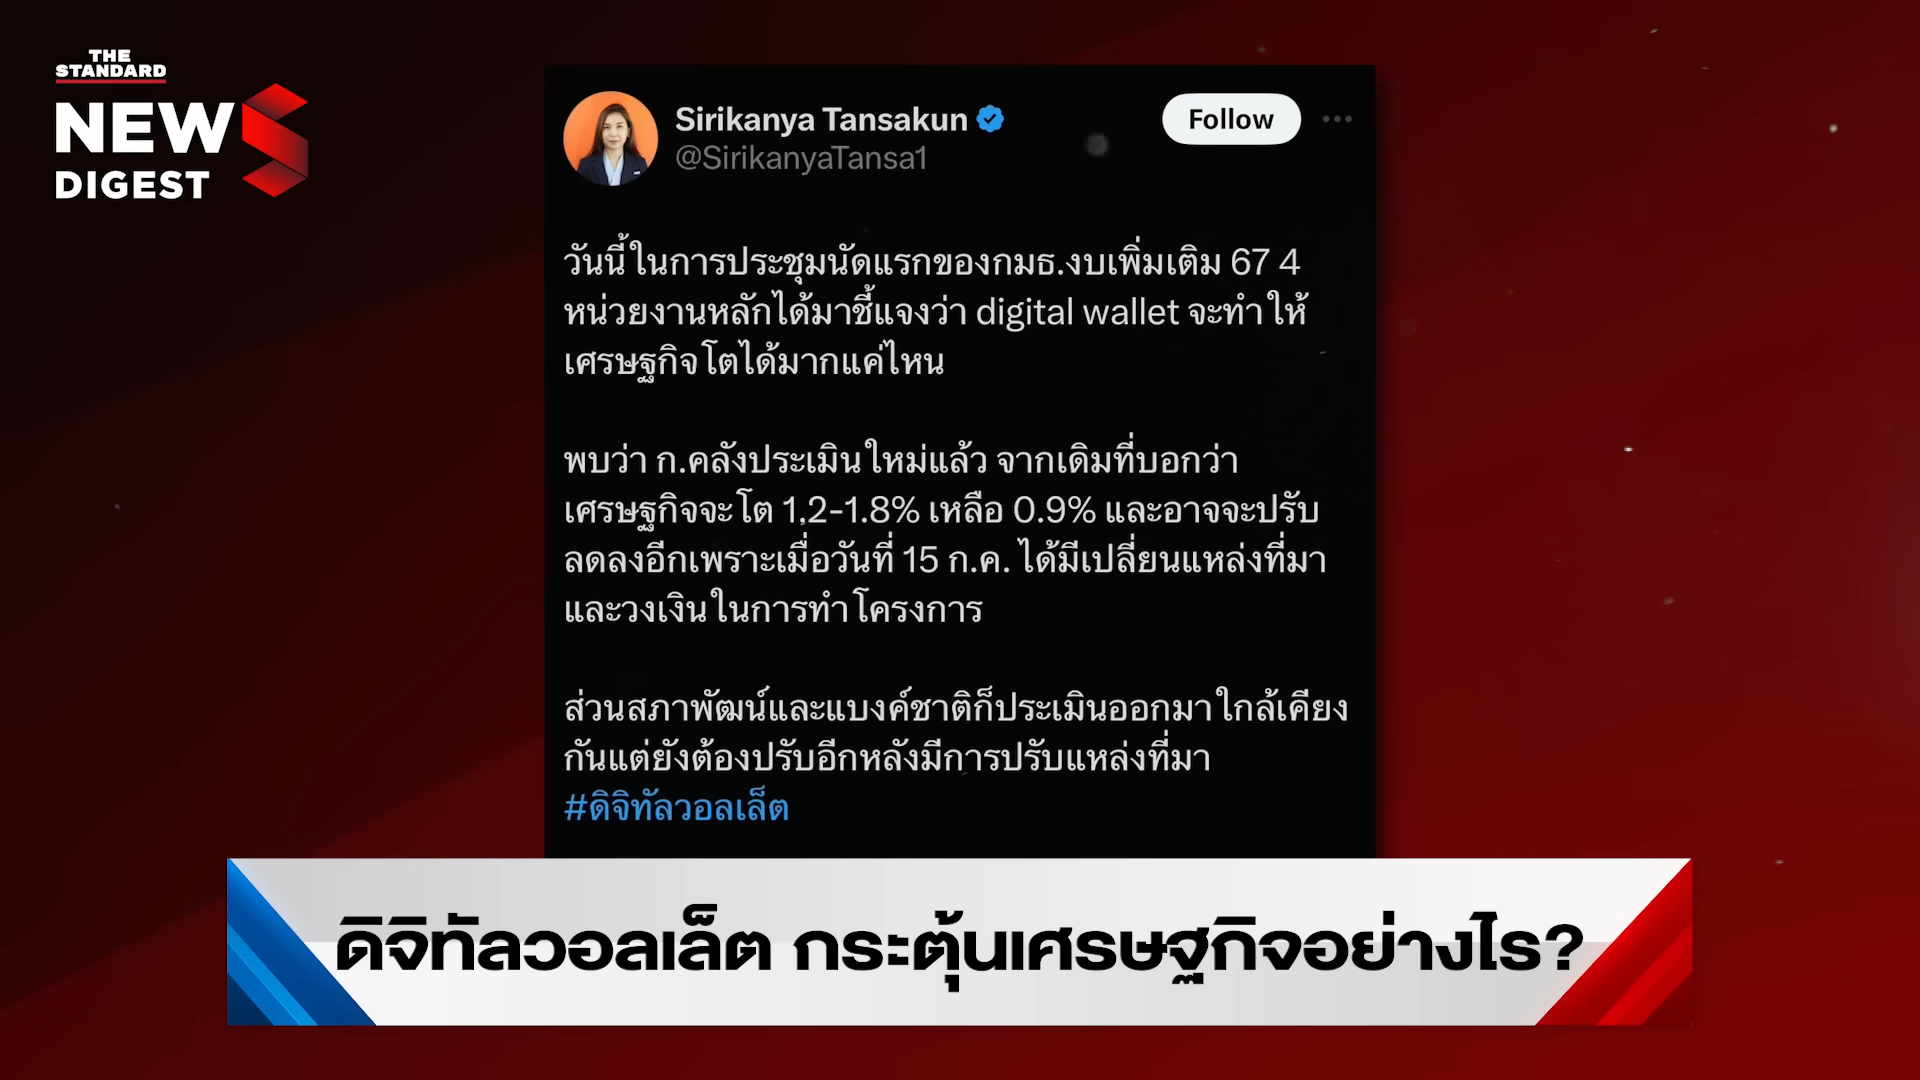 THE
STANDARD
NEWS
DIGEST
Sirikanya Tansakun
@SirikanyaTansa1
Follow
วันนี้ในการประชุมนัดแรกของกมธ.งบเพิ่มเติม 67 4
หน่วยงานหลักได้มาชี้แจงว่า digital wallet จะทำให้
เศรษฐกิจโตได้มากแค่ไหน
พบว่า ก.คลังประเมินใหม่แล้ว จากเดิมที่บอกว่า
เศรษฐกิจจะโต 1.2-1.8% เหลือ 0.9% และอาจจะปรับ
ลดลงอีกเพราะเมื่อวันที่ 15 ก.ค. ได้มีเปลี่ยนแหล่งที่มา
และวงเงินในการทำโครงการ
ส่วนสภาพัฒน์และแบงค์ชาติก็ประเมินออกมาใกล้เคียง
กันแต่ยังต้องปรับอีกหลังมีการปรับแหล่งที่มา
#ดิจิทัลวอลเล็ต
ดิจิทัลวอลเล็ต กระตุ้นเศรษฐกิจอย่างไร?